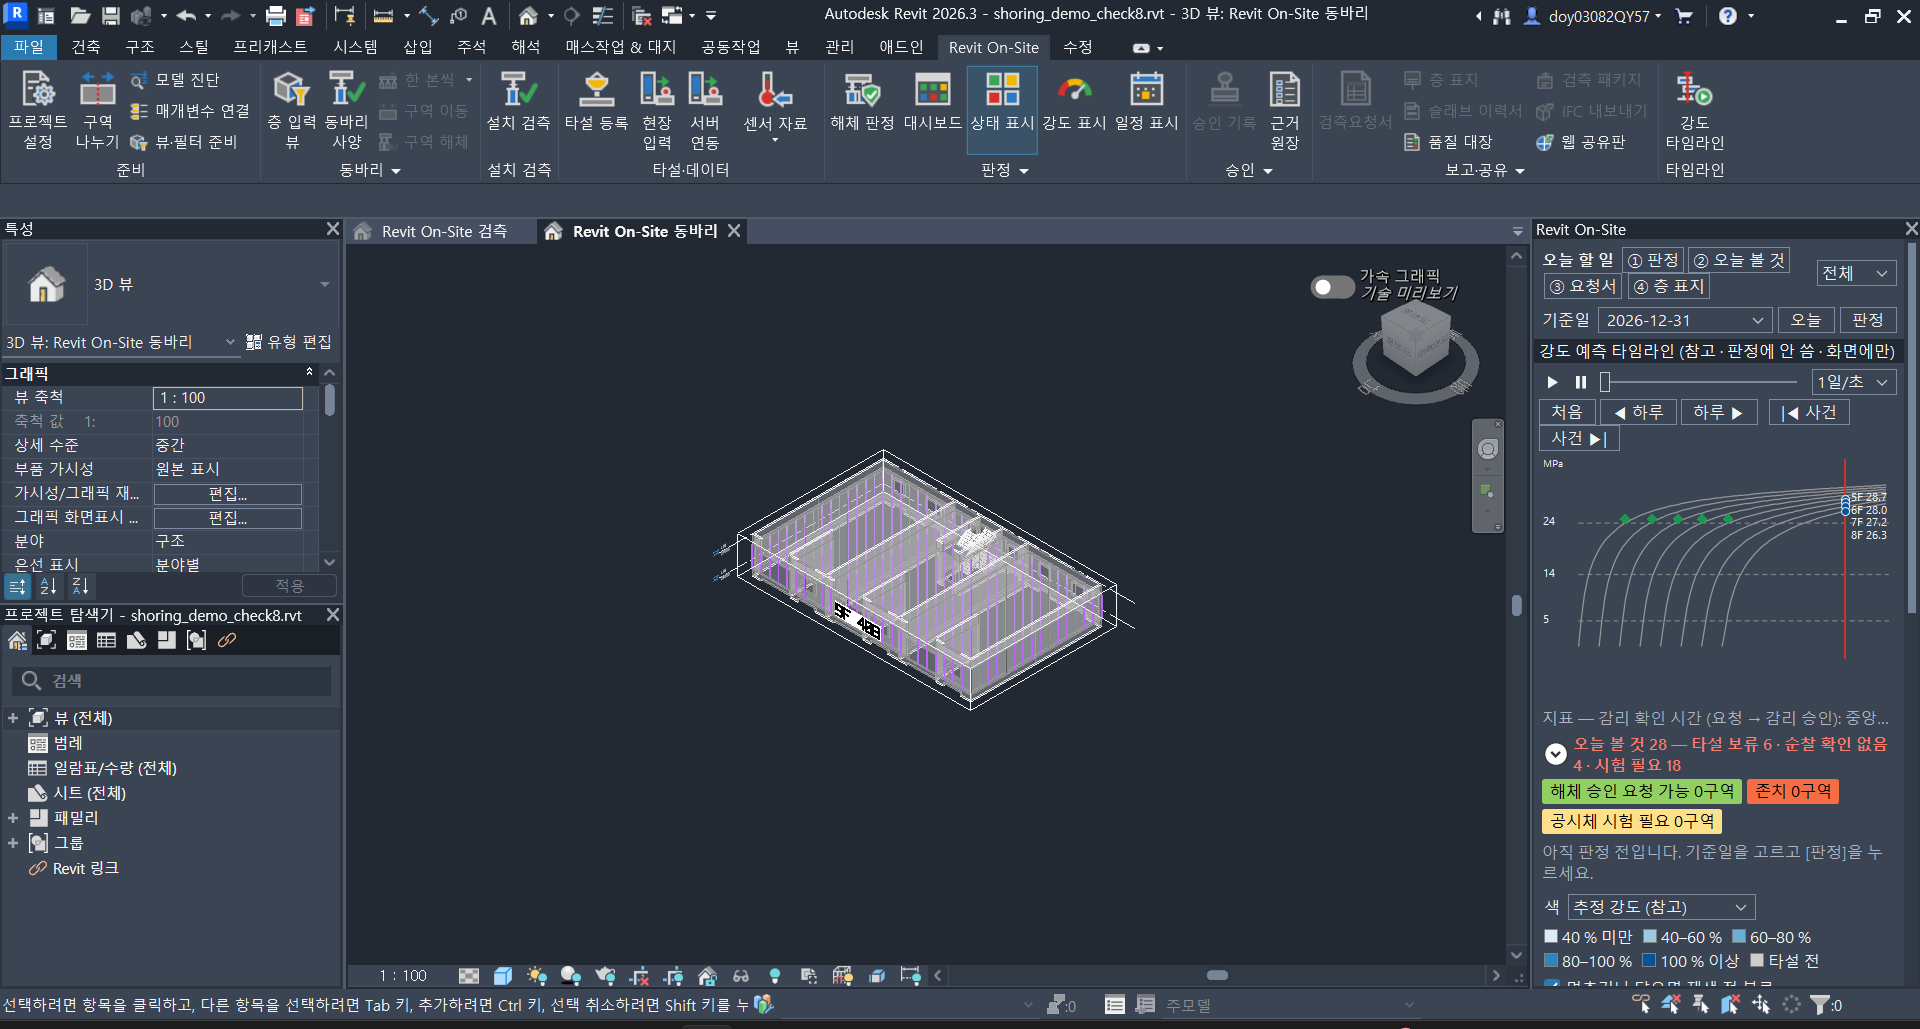 Autodesk Revit 2026.3 - shoring_demo_check8.rvt - 3D 뷰: Revit On-Site 동바리
doy03082QY57
파일 건축 구조 스틸 프리캐스트 시스템 삽입 주석 해석 매스작업 & 대지 공동작업 뷰 관리 애드인 Revit On-Site 수정
프로젝트 설정
구역 나누기
모델 진단
매개변수 연결
뷰·필터 준비
준비
층 입력 뷰
동바리 사양
한 본씩
구역 이동
구역 해제
동바리
설치 검측
설치 검측
타설 등록
현장 입력
서버 연동
센서 자료
타설·데이터
해체 판정
대시보드
상태 표시
강도 표시
일정 표시
판정
승인 기록
근거 원장
승인
검측요청서
층 표지
슬래브 이력서
품질 대장
검측 패키지
IFC 내보내기
웹 공유판
보고·공유
강도 타임라인
타임라인
특성
3D 뷰
3D 뷰: Revit On-Site 동바리
유형 편집
그래픽
뷰 축척 1 : 100
축척 값 1: 100
상세 수준 중간
부품 가시성 원본 표시
가시성/그래픽 재... 편집...
그래픽 화면표시 ... 편집...
분야 구조
은선 표시 분야별
적용
프로젝트 탐색기 - shoring_demo_check8.rvt
검색
뷰 (전체)
범례
일람표/수량 (전체)
시트 (전체)
패밀리
그룹
Revit 링크
Revit On-Site 검측
Revit On-Site 동바리
가속 그래픽
기술 미리보기
1 : 100
Revit On-Site
오늘 할 일 ① 판정 ② 오늘 볼 것 전체
③ 요청서 ④ 층 표지
기준일 2026-12-31 오늘 판정
강도 예측 타임라인 (참고 · 판정에 안 씀 · 화면에만)
1일/초
처음 ◀ 하루 하루 ▶ |◀ 사건
사건 ▶|
MPa
24
14
5
5F 28.7
6F 28.0
7F 27.2
8F 26.3
지표 — 감리 확인 시간 (요청 → 감리 승인): 중앙...
오늘 볼 것 28 — 타설 보류 6 · 순찰 확인 없음
4 · 시험 필요 18
해체 승인 요청 가능 0구역 존치 0구역
공시체 시험 필요 0구역
아직 판정 전입니다. 기준일을 고르고 [판정]을 누
르세요.
색 추정 강도 (참고)
40 % 미만 40–60 % 60–80 %
80–100 % 100 % 이상 타설 전
선택하려면 항목을 클릭하고, 다른 항목을 선택하려면 Tab 키, 추가하려면 Ctrl 키, 선택 취소하려면 Shift 키를 누
:0
주모델
:0